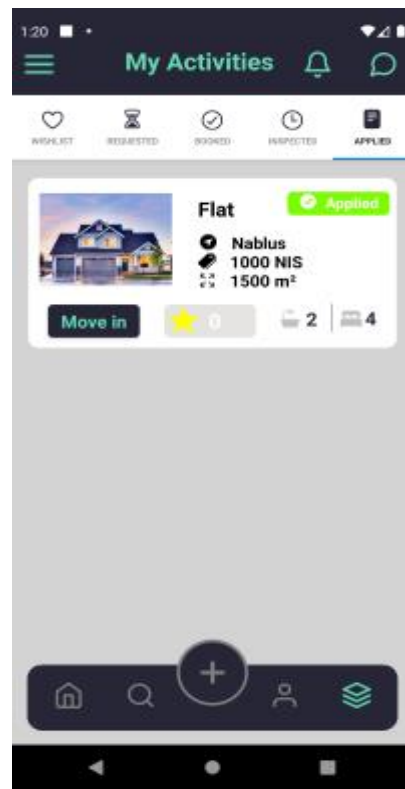 1:20
My Activities
WISHLIST REQUESTED BOOKED INSPECTED APPLIED
Flat
Applied
Nablus
1000 NIS
1500 m²
Move in 0 2 4